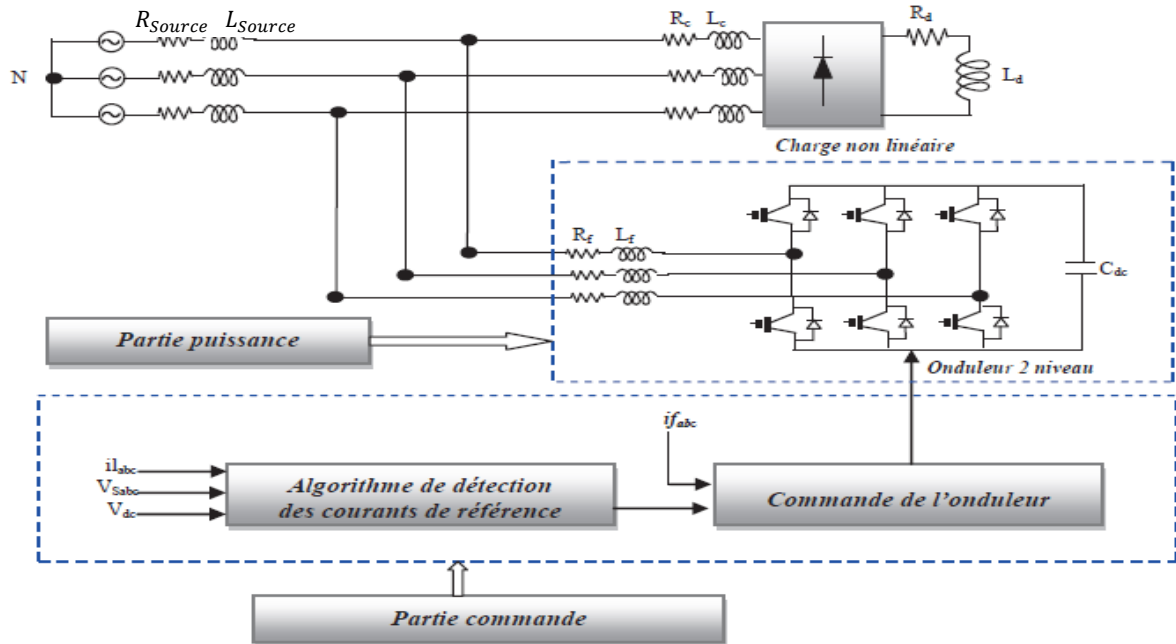 R_Source L_Source
R_c L_c
R_d
N
L_d
Charge non linéaire
R_f L_f
C_dc
Partie puissance
Onduleur 2 niveau
if_abc
il_abc
V_Sabc
V_dc
Algorithme de détection
des courants de référence
Commande de l'onduleur
Partie commande